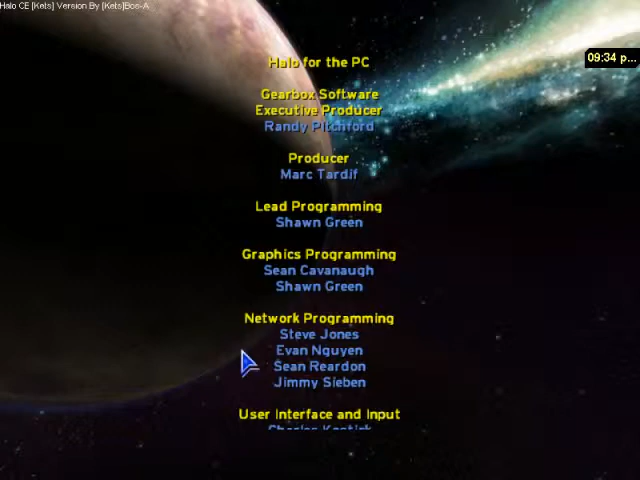 Halo CE [Kets] Version By [Kets]Bos-A
09:34 p...
Halo for the PC
Gearbox Software
Executive Producer
Randy Pitchford
Producer
Marc Tardif
Lead Programming
Shawn Green
Graphics Programming
Sean Cavanaugh
Shawn Green
Network Programming
Steve Jones
Evan Nguyen
Sean Reardon
Jimmy Sieben
User Interface and Input